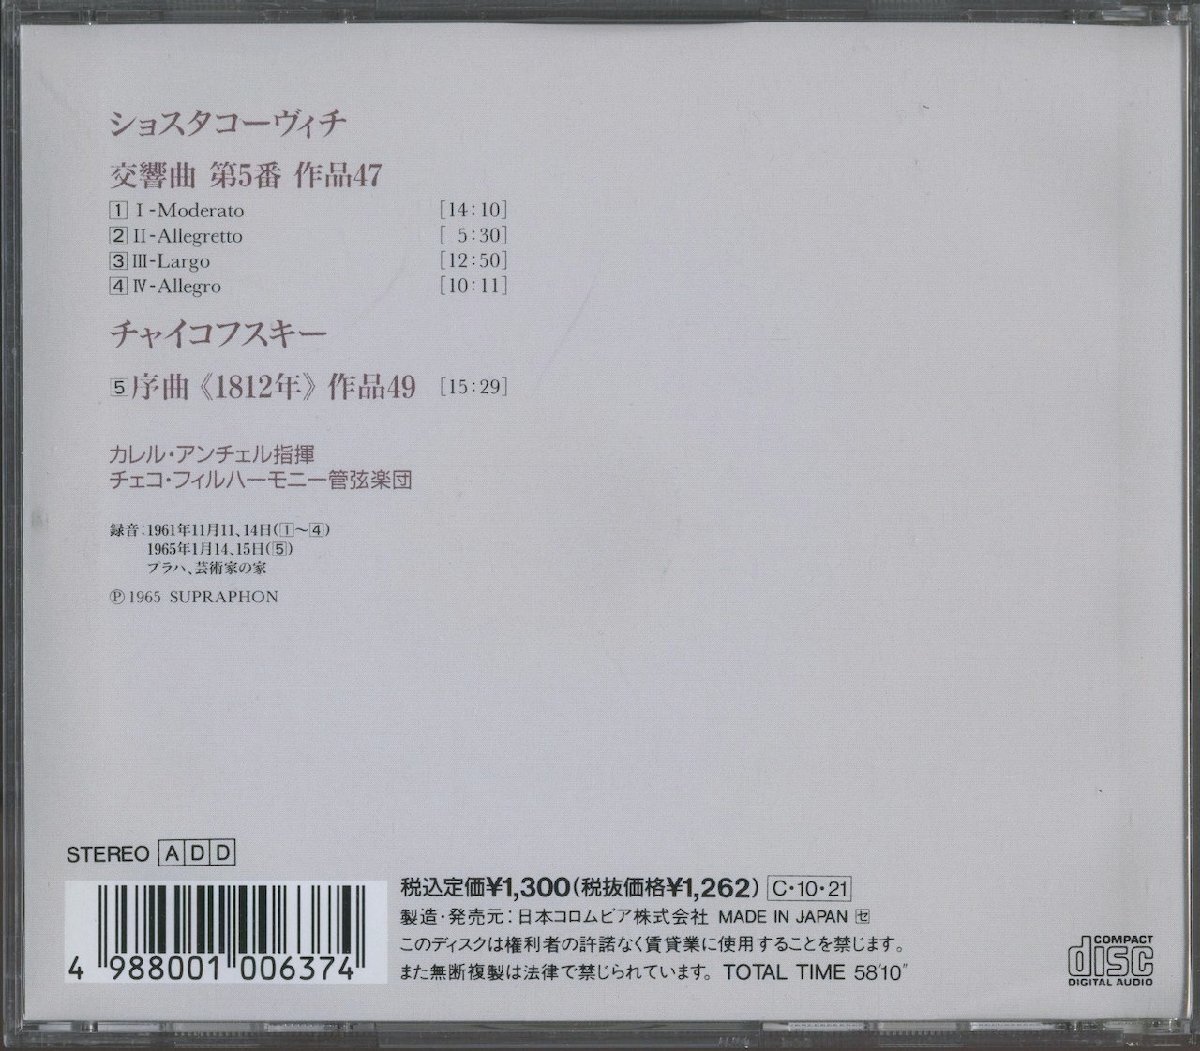 ショスタコーヴィチ
交響曲 第5番 作品47
1 I-Moderato [14:10]
2 II-Allegretto [ 5:30]
3 III-Largo [12:50]
4 IV-Allegro [10:11]
チャイコフスキー
5 序曲《1812年》作品49 [15:29]
カレル・アンチェル指揮
チェコ・フィルハーモニー管弦楽団
録音:1961年11月11、14日(1〜4)
1965年1月14、15日(5)
プラハ、芸術家の家
Ⓟ1965 SUPRAPHON
STEREO ADD
税込定価¥1,300(税抜価格¥1,262) C・10・21
製造・発売元:日本コロムビア株式会社 MADE IN JAPAN セ
このディスクは権利者の許諾なく賃貸業に使用することを禁じます。
また無断複製は法律で禁じられています。 TOTAL TIME 58'10"
4 988001 006374
COMPACT
disc
DIGITAL AUDIO